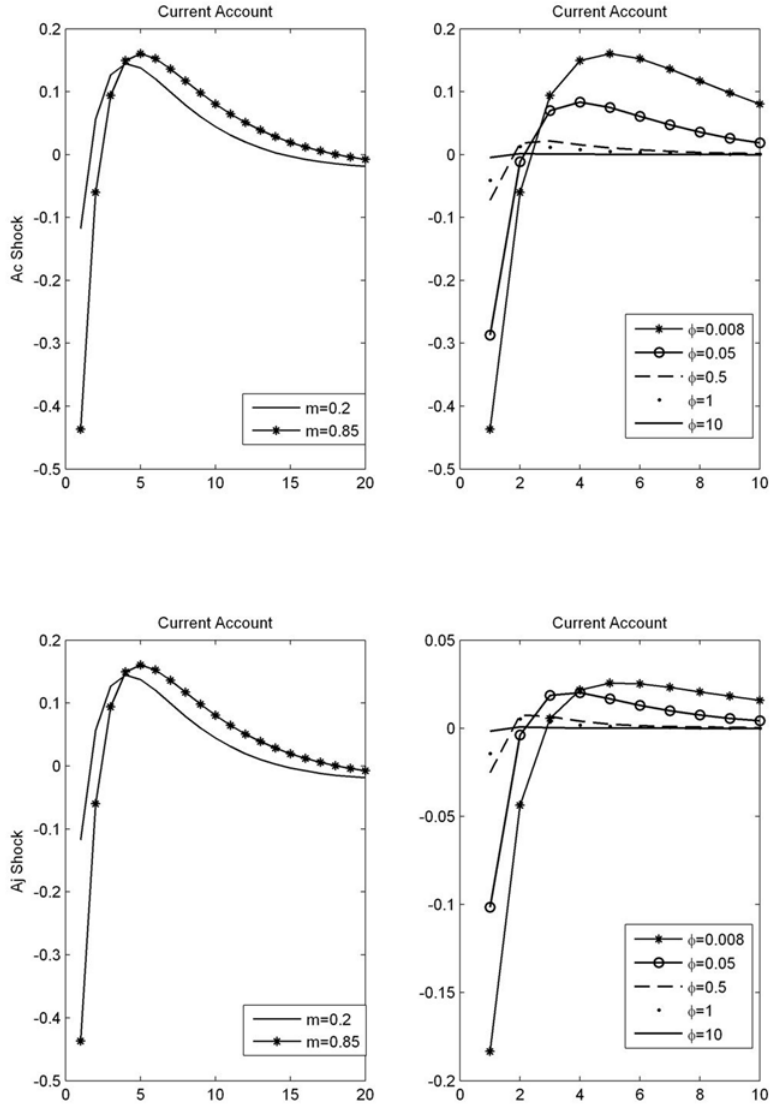 Current Account
0.2
0.1
0
-0.1
-0.2
-0.3
-0.4
-0.5
Ac Shock
0 5 10 15 20
m=0.2
m=0.85
Current Account
0.2
0.1
0
-0.1
-0.2
-0.3
-0.4
-0.5
0 2 4 6 8 10
ϕ=0.008
ϕ=0.05
ϕ=0.5
ϕ=1
ϕ=10
Current Account
0.2
0.1
0
-0.1
-0.2
-0.3
-0.4
-0.5
Aj Shock
0 5 10 15 20
m=0.2
m=0.85
Current Account
0.05
0
-0.05
-0.1
-0.15
-0.2
0 2 4 6 8 10
ϕ=0.008
ϕ=0.05
ϕ=0.5
ϕ=1
ϕ=10